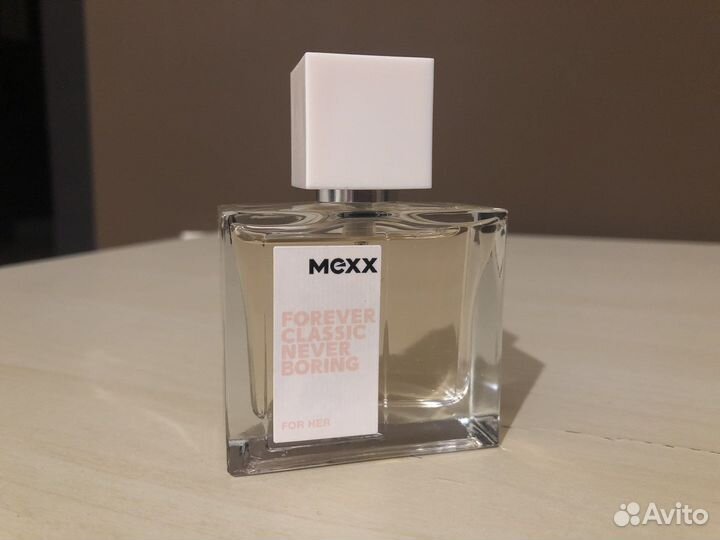 MEXX
FOREVER
CLASSIC
NEVER
BORING
FOR HER
Avito